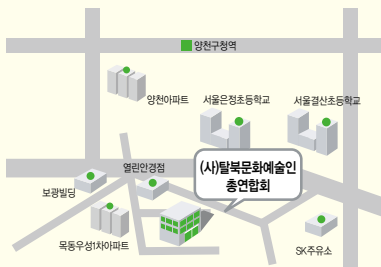 양천구청역
양천아파트
서울은정초등학교
서울결산초등학교
열린안경점
(사)탈북문화예술인
총연합회
보광빌딩
목동우성1차아파트
SK주유소